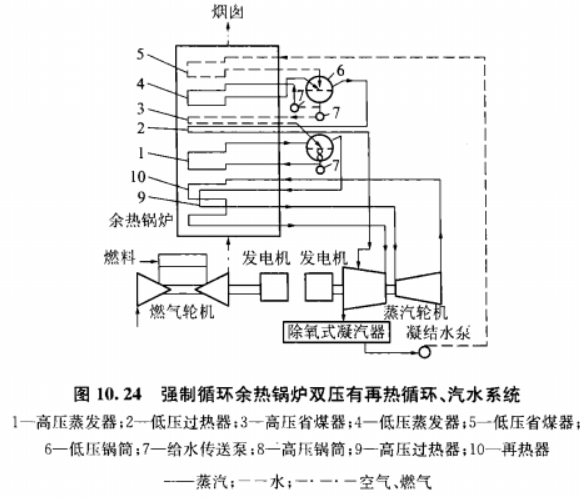 烟囱
5
6
4
7
7
3
2
8
1
7
10
9
余热锅炉
燃料
发电机
发电机
燃气轮机
蒸汽轮机
除氧式凝汽器
凝结水泵
图 10.24 强制循环余热锅炉双压有再热循环、汽水系统
1—高压蒸发器;2—低压过热器;3—高压省煤器;4—低压蒸发器;5—低压省煤器;
6—低压锅筒;7—给水传送泵;8—高压锅筒;9—高压过热器;10—再热器
——蒸汽;-—-水;-·-·-空气、燃气